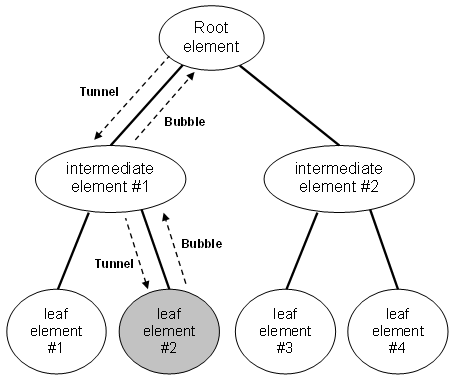 Root
element
Tunnel
Bubble
intermediate
element #1
intermediate
element #2
Bubble
Tunnel
leaf
element
#1
leaf
element
#2
leaf
element
#3
leaf
element
#4